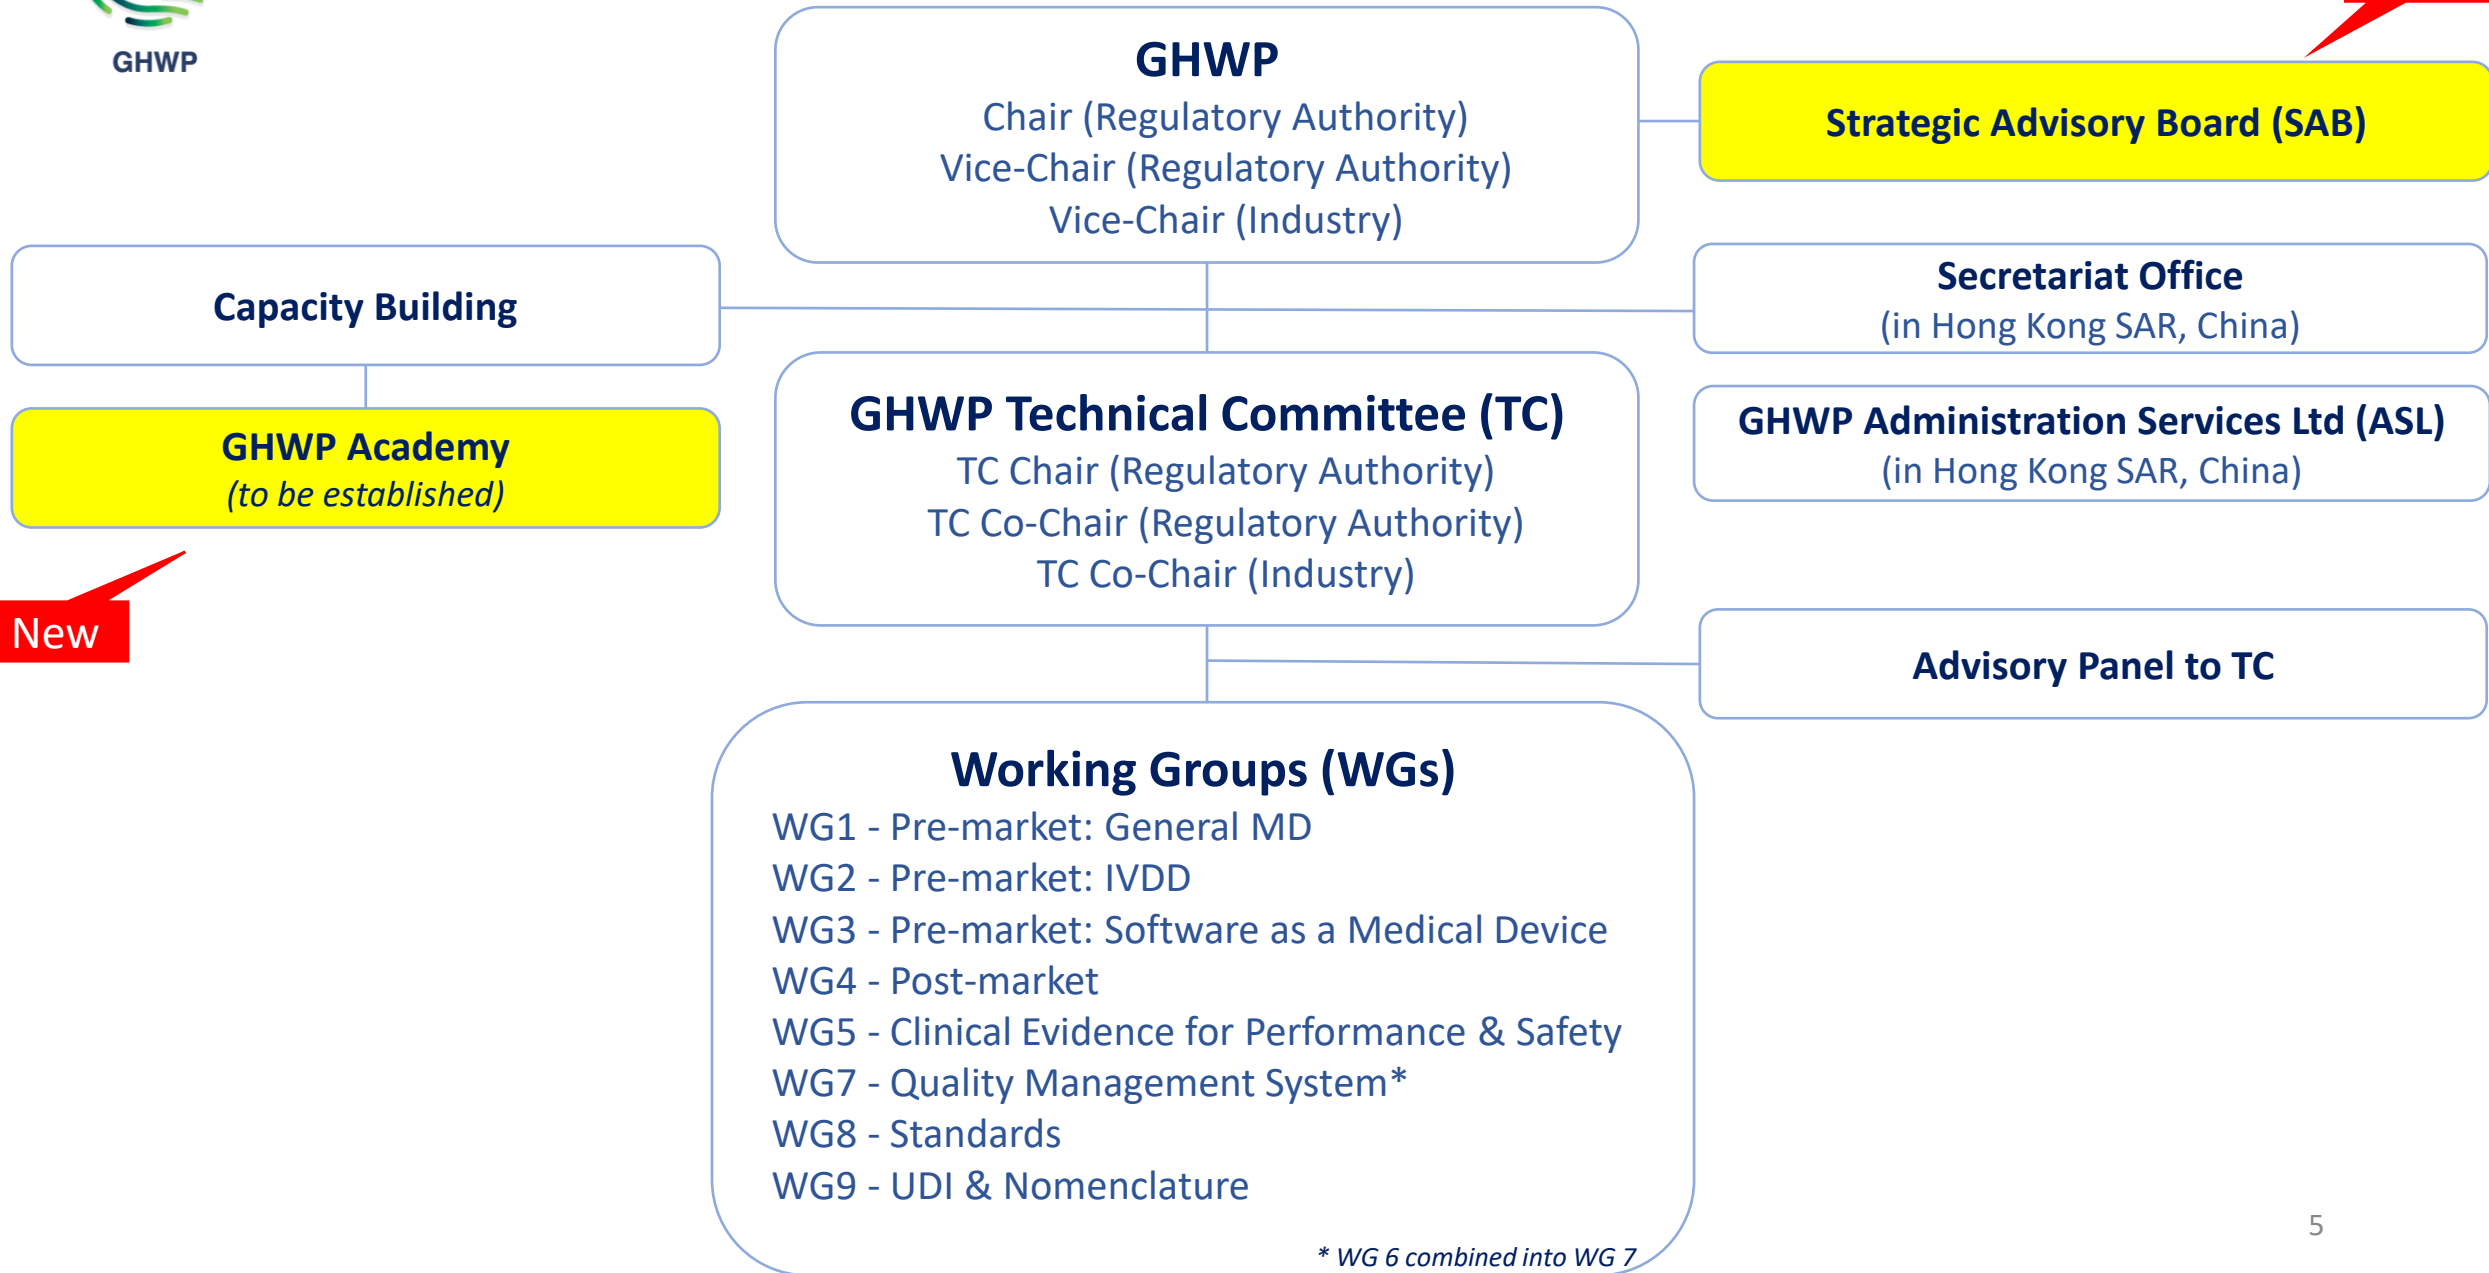 GHWP
GHWP
Chair (Regulatory Authority)
Vice-Chair (Regulatory Authority)
Vice-Chair (Industry)
Strategic Advisory Board (SAB)
Capacity Building
Secretariat Office
(in Hong Kong SAR, China)
GHWP Academy
(to be established)
New
GHWP Technical Committee (TC)
TC Chair (Regulatory Authority)
TC Co-Chair (Regulatory Authority)
TC Co-Chair (Industry)
GHWP Administration Services Ltd (ASL)
(in Hong Kong SAR, China)
Advisory Panel to TC
Working Groups (WGs)
WG1 - Pre-market: General MD
WG2 - Pre-market: IVDD
WG3 - Pre-market: Software as a Medical Device
WG4 - Post-market
WG5 - Clinical Evidence for Performance & Safety
WG7 - Quality Management System*
WG8 - Standards
WG9 - UDI & Nomenclature
* WG 6 combined into WG 7
5